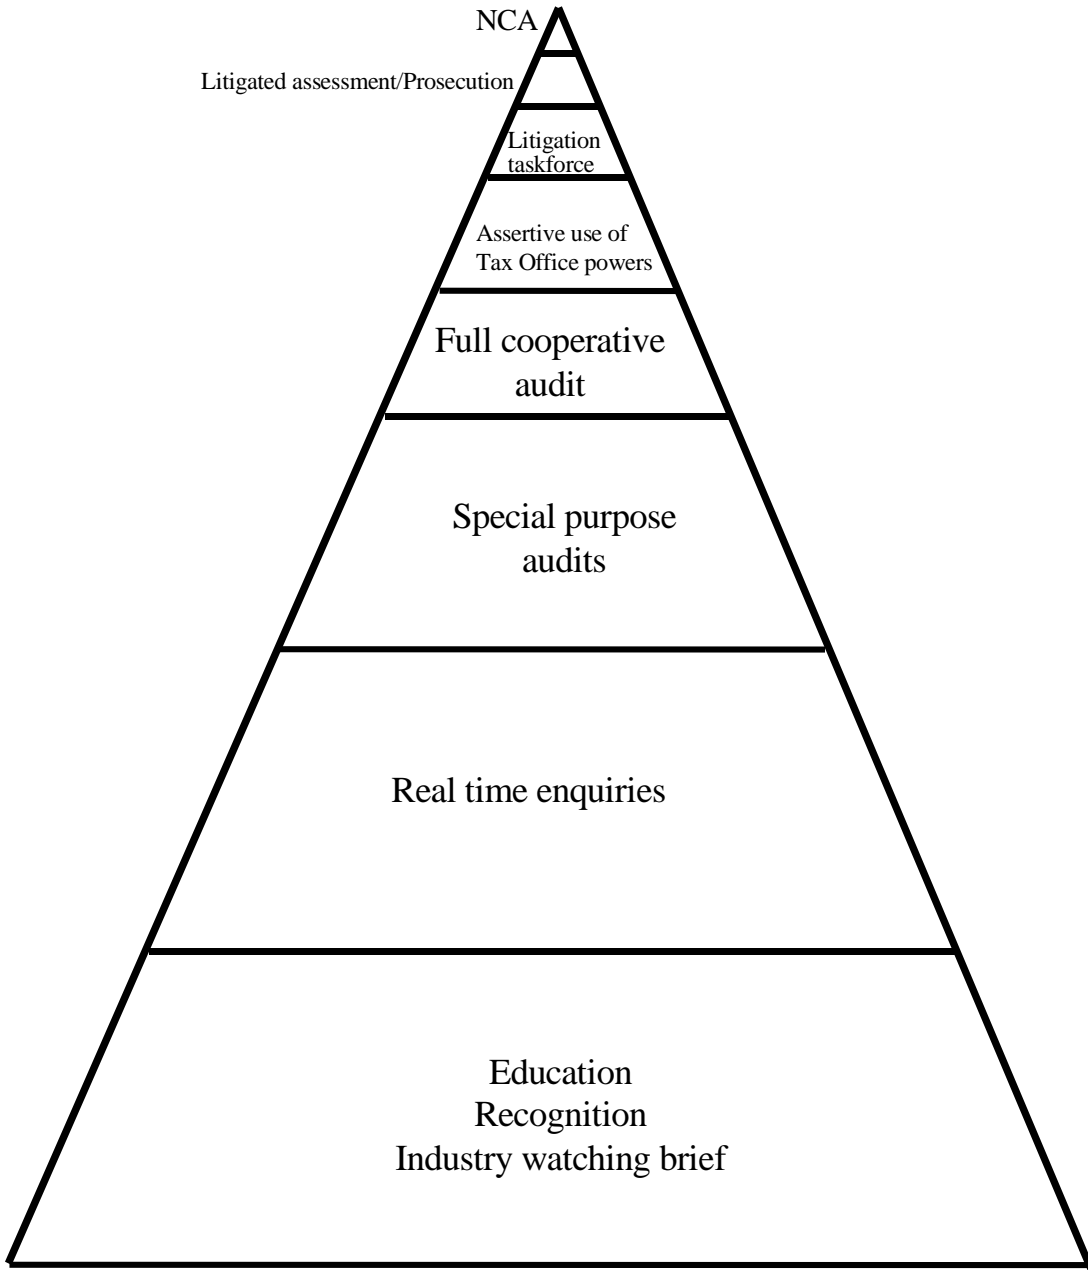 NCA
Litigated assessment/Prosecution
Litigation
taskforce
Assertive use of
Tax Office powers
Full cooperative
audit
Special purpose
audits
Real time enquiries
Education
Recognition
Industry watching brief